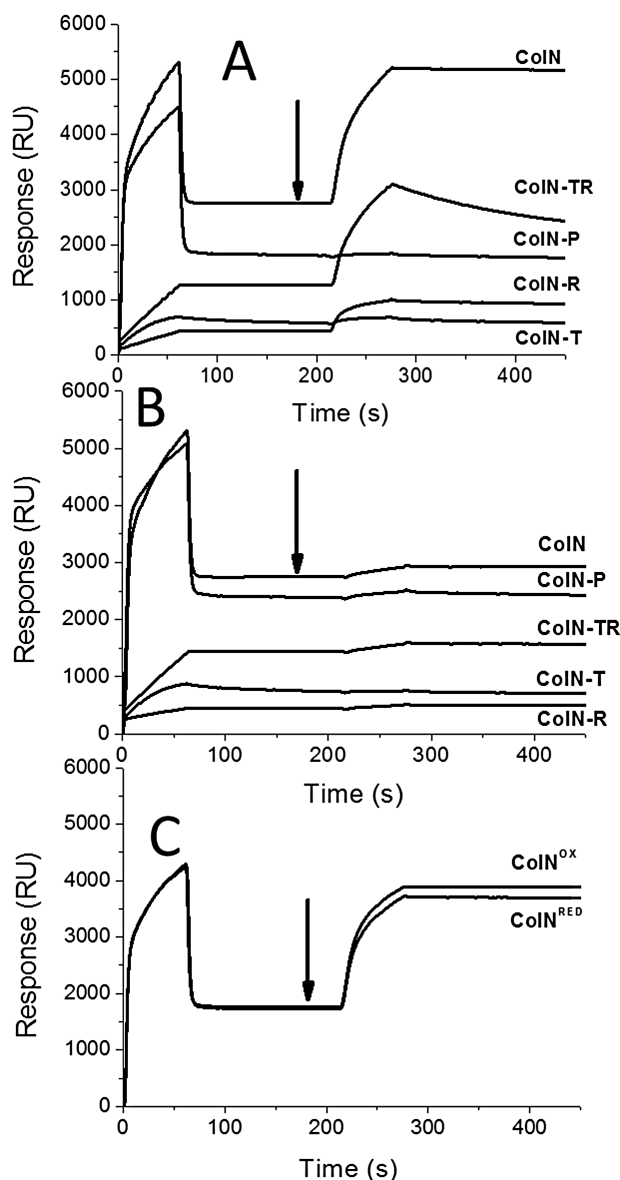 6000
5000
4000
3000
2000
1000
0
Response (RU)
A
ColN
ColN-TR
ColN-P
ColN-R
ColN-T
0 100 200 300 400
Time (s)
6000
5000
4000
3000
2000
1000
0
Response (RU)
B
ColN
ColN-P
ColN-TR
ColN-T
ColN-R
0 100 200 300 400
Time (s)
6000
5000
4000
3000
2000
1000
0
Response (RU)
C
ColN^OX
ColN^RED
0 100 200 300 400
Time (s)